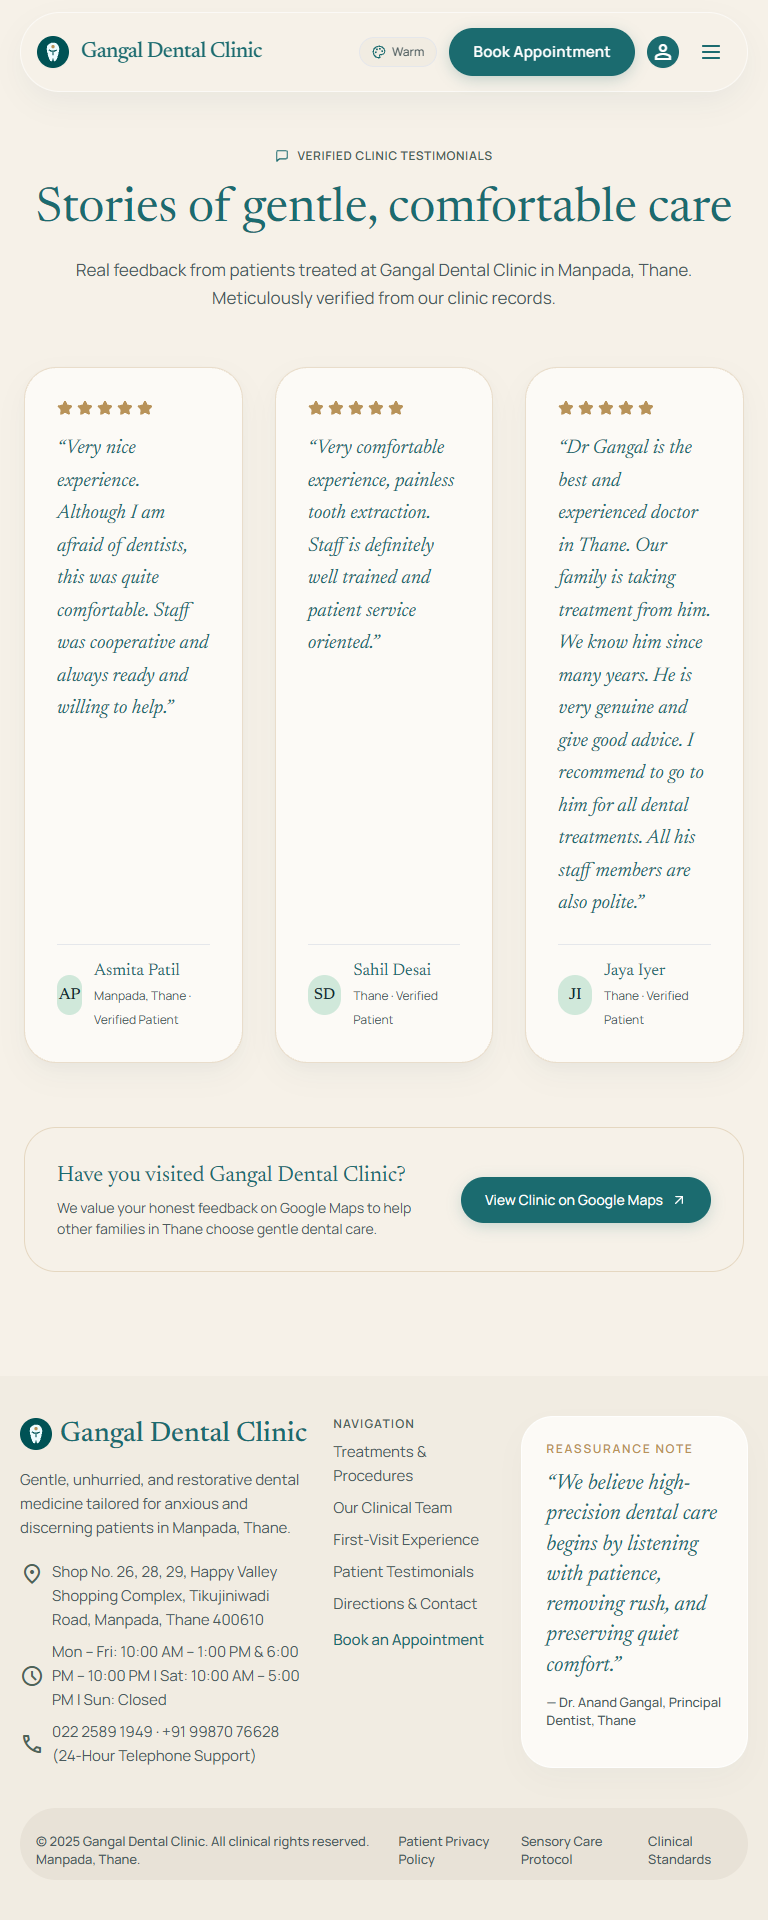 Gangal Dental Clinic
Warm
Book Appointment
VERIFIED CLINIC TESTIMONIALS
Stories of gentle, comfortable care
Real feedback from patients treated at Gangal Dental Clinic in Manpada, Thane.
Meticulously verified from our clinic records.
“Very nice
experience.
Although I am
afraid of dentists,
this was quite
comfortable. Staff
was cooperative and
always ready and
willing to help.”
AP
Asmita Patil
Manpada, Thane ·
Verified Patient
“Very comfortable
experience, painless
tooth extraction.
Staff is definitely
well trained and
patient service
oriented.”
SD
Sahil Desai
Thane · Verified
Patient
“Dr Gangal is the
best and
experienced doctor
in Thane. Our
family is taking
treatment from him.
We know him since
many years. He is
very genuine and
give good advice. I
recommend to go to
him for all dental
treatments. All his
staff members are
also polite.”
JI
Jaya Iyer
Thane · Verified
Patient
Have you visited Gangal Dental Clinic?
We value your honest feedback on Google Maps to help
other families in Thane choose gentle dental care.
View Clinic on Google Maps
Gangal Dental Clinic
Gentle, unhurried, and restorative dental
medicine tailored for anxious and
discerning patients in Manpada, Thane.
Shop No. 26, 28, 29, Happy Valley
Shopping Complex, Tikujiniwadi
Road, Manpada, Thane 400610
Mon – Fri: 10:00 AM – 1:00 PM & 6:00
PM – 10:00 PM | Sat: 10:00 AM – 5:00
PM | Sun: Closed
022 2589 1949 · +91 99870 76628
(24-Hour Telephone Support)
NAVIGATION
Treatments &
Procedures
Our Clinical Team
First-Visit Experience
Patient Testimonials
Directions & Contact
Book an Appointment
REASSURANCE NOTE
“We believe high-
precision dental care
begins by listening
with patience,
removing rush, and
preserving quiet
comfort.”
— Dr. Anand Gangal, Principal
Dentist, Thane
© 2025 Gangal Dental Clinic. All clinical rights reserved.
Manpada, Thane.
Patient Privacy
Policy
Sensory Care
Protocol
Clinical
Standards